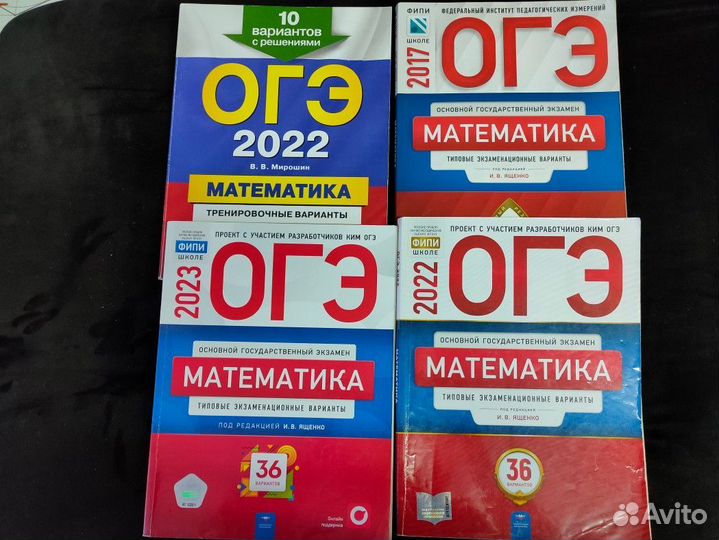 10
вариантов
с решениями
ОГЭ
2022
В. В. Мирошин
МАТЕМАТИКА
ТРЕНИРОВОЧНЫЕ ВАРИАНТЫ
ФИПИ
ШКОЛЕ
ФЕДЕРАЛЬНЫЙ ИНСТИТУТ ПЕДАГОГИЧЕСКИХ ИЗМЕРЕНИЙ
2017
ОГЭ
ОСНОВНОЙ ГОСУДАРСТВЕННЫЙ ЭКЗАМЕН
МАТЕМАТИКА
ТИПОВЫЕ ЭКЗАМЕНАЦИОННЫЕ ВАРИАНТЫ
ПОД РЕДАКЦИЕЙ
И. В. ЯЩЕНКО
ФИПИ
ШКОЛЕ
ПРОЕКТ С УЧАСТИЕМ РАЗРАБОТЧИКОВ КИМ ОГЭ
2023
ОГЭ
ОСНОВНОЙ ГОСУДАРСТВЕННЫЙ ЭКЗАМЕН
МАТЕМАТИКА
ТИПОВЫЕ ЭКЗАМЕНАЦИОННЫЕ ВАРИАНТЫ
ПОД РЕДАКЦИЕЙ И. В. ЯЩЕНКО
36
ВАРИАНТОВ
Онлайн
поддержка
ФИПИ
ШКОЛЕ
ПРОЕКТ С УЧАСТИЕМ РАЗРАБОТЧИКОВ КИМ ОГЭ
2022
ОГЭ
ОСНОВНОЙ ГОСУДАРСТВЕННЫЙ ЭКЗАМЕН
МАТЕМАТИКА
ТИПОВЫЕ ЭКЗАМЕНАЦИОННЫЕ ВАРИАНТЫ
ПОД РЕДАКЦИЕЙ
И. В. ЯЩЕНКО
36
ВАРИАНТОВ
МАТЕМАТИКА
Avito